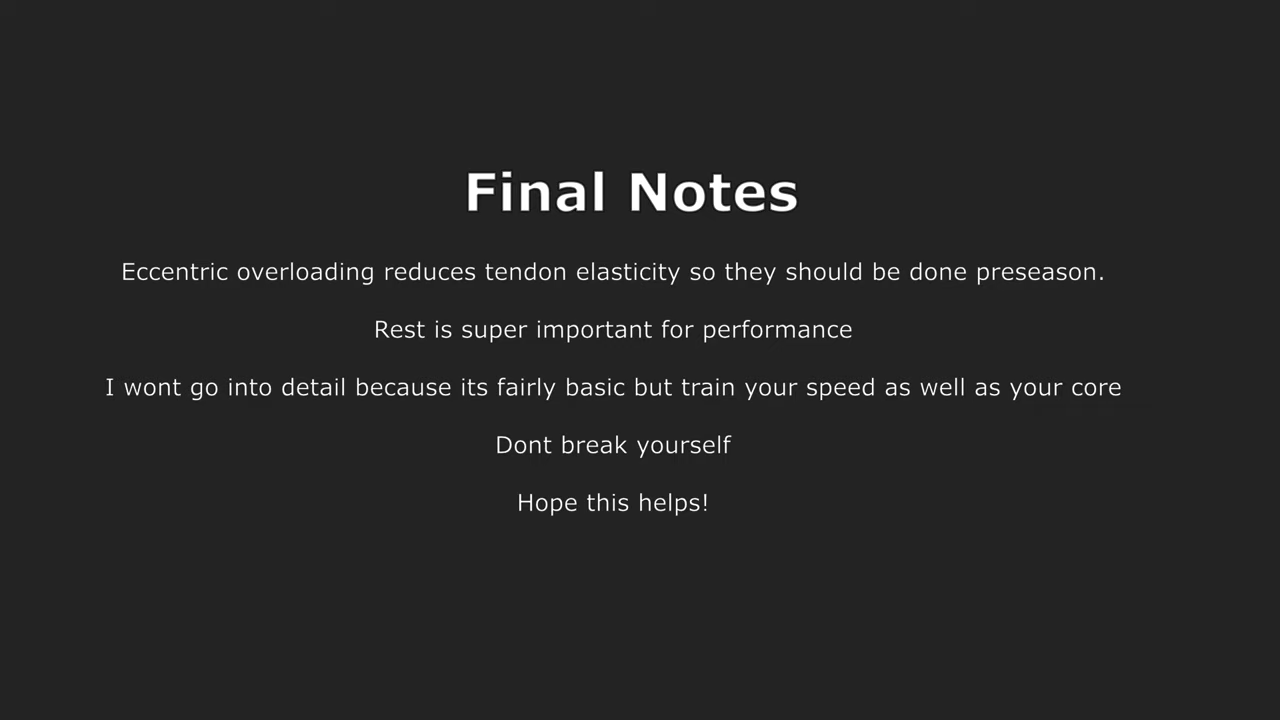 Final Notes
Eccentric overloading reduces tendon elasticity so they should be done preseason.
Rest is super important for performance
I wont go into detail because its fairly basic but train your speed as well as your core
Dont break yourself
Hope this helps!